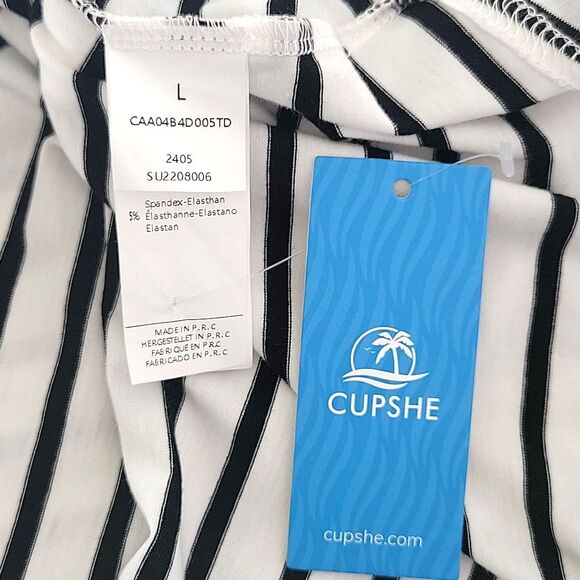 L
CAA04B4D005TD
2405
SU2208006
Spandex-Elasthan
5% Élasthanne-Elastano
Elastan
MADE IN P.R.C
HERGESTELLET IN P.R.C
FABRIQUE EN P.R.C
FABRICADO EN P.R.C
CUPSHE
cupshe.com